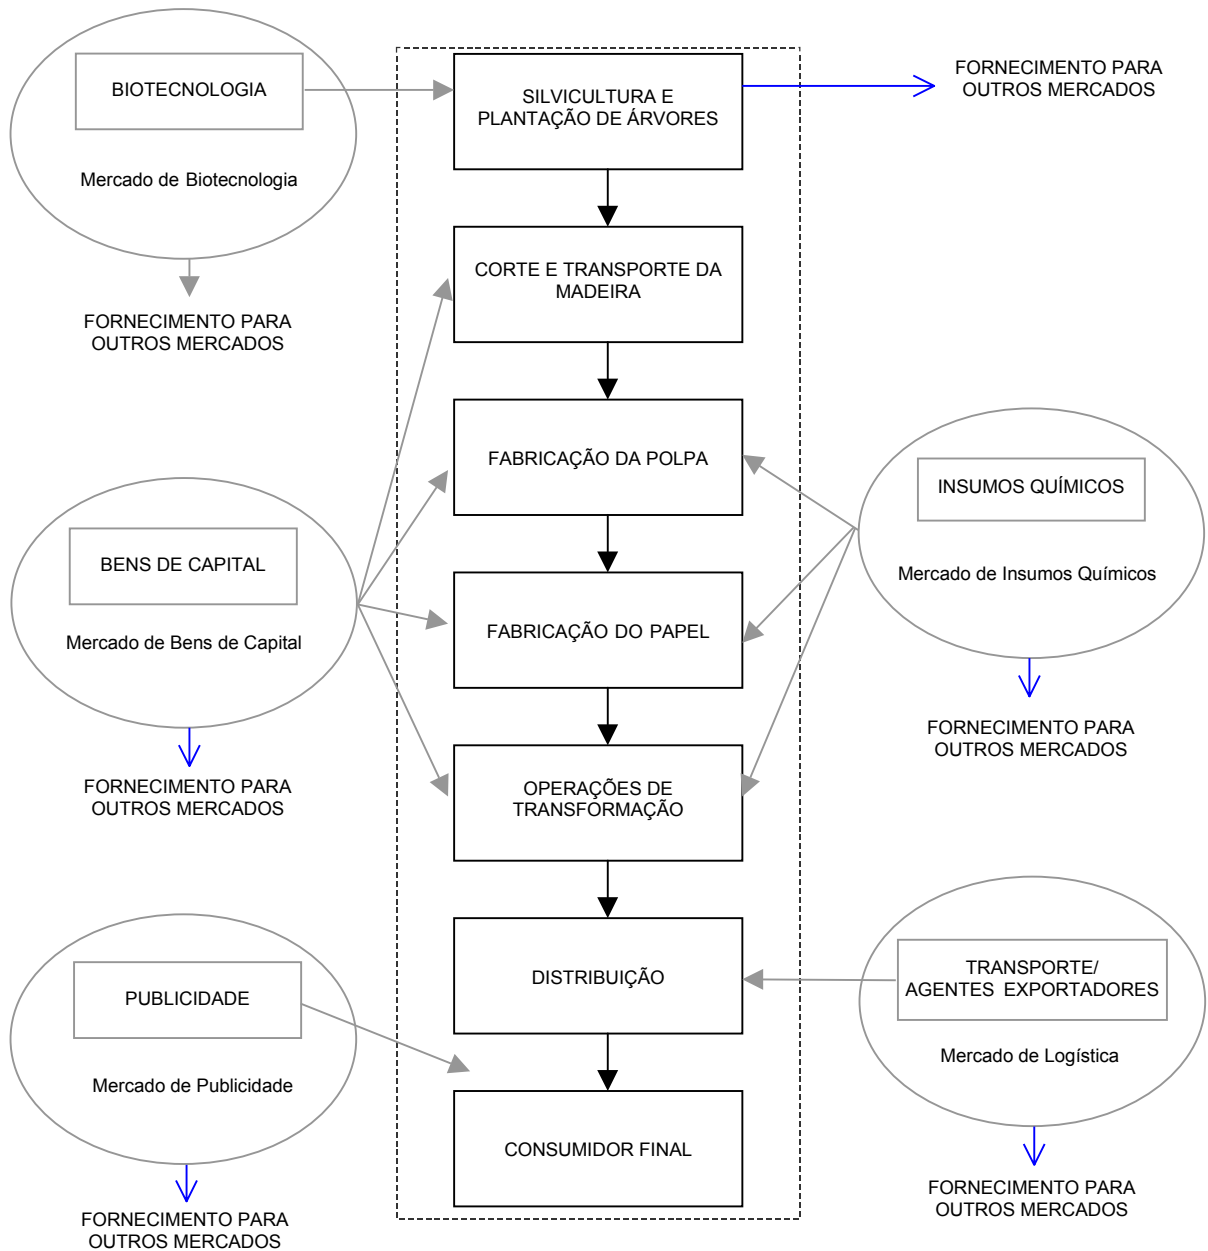 BIOTECNOLOGIA
Mercado de Biotecnologia
FORNECIMENTO PARA
OUTROS MERCADOS
SILVICULTURA E
PLANTAÇÃO DE ÁRVORES
FORNECIMENTO PARA
OUTROS MERCADOS
CORTE E TRANSPORTE DA
MADEIRA
FABRICAÇÃO DA POLPA
INSUMOS QUÍMICOS
Mercado de Insumos Químicos
FORNECIMENTO PARA
OUTROS MERCADOS
BENS DE CAPITAL
Mercado de Bens de Capital
FORNECIMENTO PARA
OUTROS MERCADOS
FABRICAÇÃO DO PAPEL
OPERAÇÕES DE
TRANSFORMAÇÃO
DISTRIBUIÇÃO
TRANSPORTE/
AGENTES EXPORTADORES
Mercado de Logística
FORNECIMENTO PARA
OUTROS MERCADOS
PUBLICIDADE
Mercado de Publicidade
FORNECIMENTO PARA
OUTROS MERCADOS
CONSUMIDOR FINAL